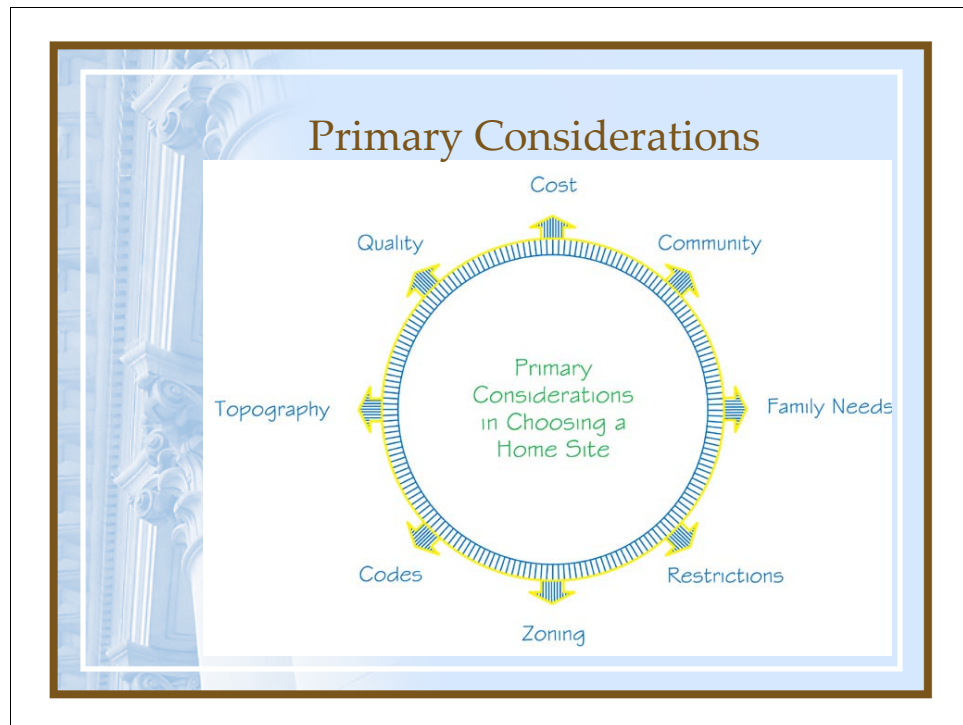 Primary Considerations
Cost
Quality
Community
Primary
Considerations
in Choosing a
Home Site
Topography
Family Needs
Codes
Restrictions
Zoning